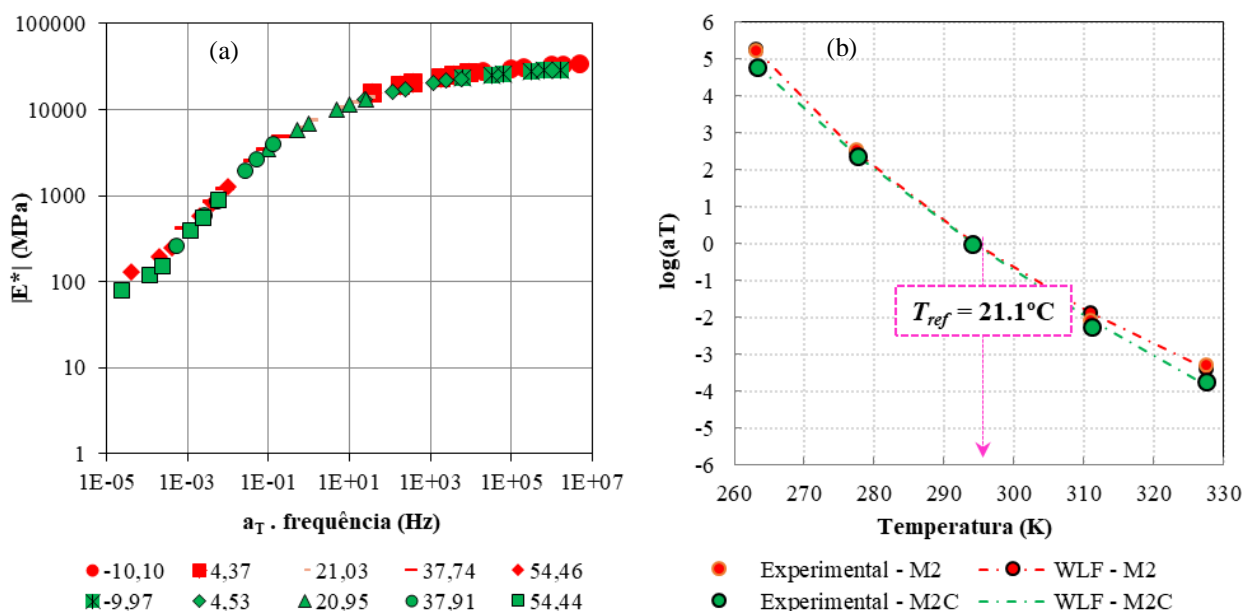 (a)
100000
10000
1000
100
10
1
|E*| (MPa)
1E-05 1E-03 1E-01 1E+01 1E+03 1E+05 1E+07
a_T . frequência (Hz)
-10,10 4,37 21,03 37,74 54,46
-9,97 4,53 20,95 37,91 54,44
(b)
6
5
4
3
2
1
0
-1
-2
-3
-4
-5
-6
log(aT)
T_ref = 21.1ºC
260 270 280 290 300 310 320 330
Temperatura (K)
Experimental - M2 WLF - M2
Experimental - M2C WLF - M2C